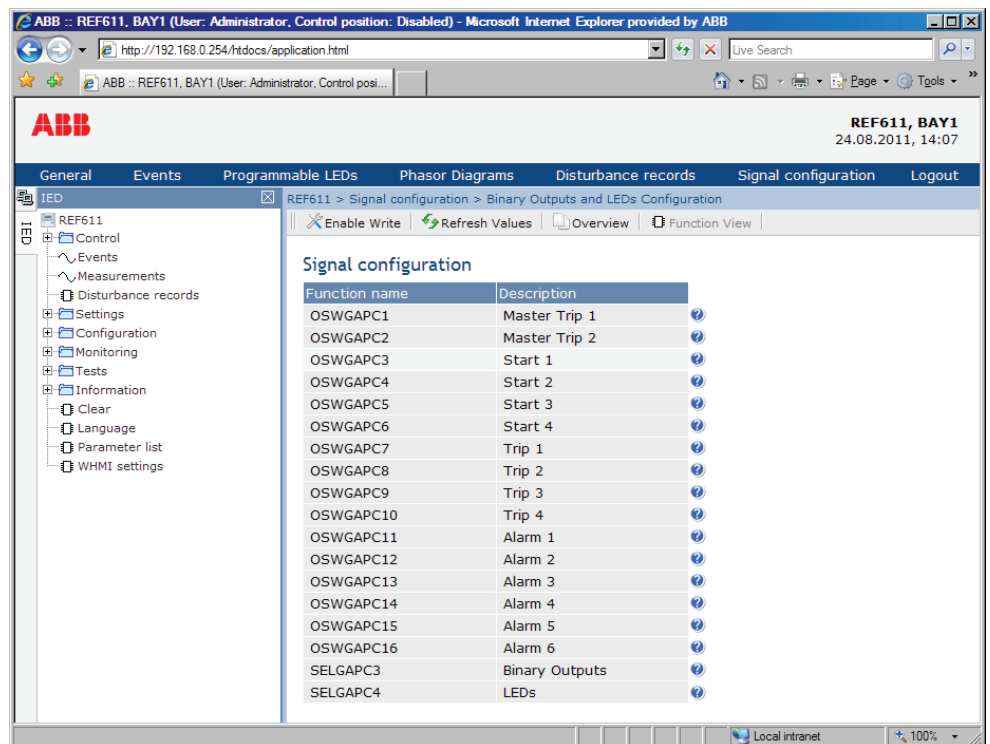 ABB :: REF611, BAY1 (User: Administrator, Control position: Disabled) - Microsoft Internet Explorer provided by ABB
http://192.168.0.254/htdocs/application.html
Live Search
ABB :: REF611, BAY1 (User: Administrator, Control posi...
Page
Tools
»
ABB
REF611, BAY1
24.08.2011, 14:07
General Events Programmable LEDs Phasor Diagrams Disturbance records Signal configuration Logout
IED
IED
REF611 > Signal configuration > Binary Outputs and LEDs Configuration
Enable Write Refresh Values Overview Function View
REF611
Control
Events
Measurements
Disturbance records
Settings
Configuration
Monitoring
Tests
Information
Clear
Language
Parameter list
WHMI settings
Signal configuration
Function name Description
OSWGAPC1 Master Trip 1
OSWGAPC2 Master Trip 2
OSWGAPC3 Start 1
OSWGAPC4 Start 2
OSWGAPC5 Start 3
OSWGAPC6 Start 4
OSWGAPC7 Trip 1
OSWGAPC8 Trip 2
OSWGAPC9 Trip 3
OSWGAPC10 Trip 4
OSWGAPC11 Alarm 1
OSWGAPC12 Alarm 2
OSWGAPC13 Alarm 3
OSWGAPC14 Alarm 4
OSWGAPC15 Alarm 5
OSWGAPC16 Alarm 6
SELGAPC3 Binary Outputs
SELGAPC4 LEDs
Local intranet
100%